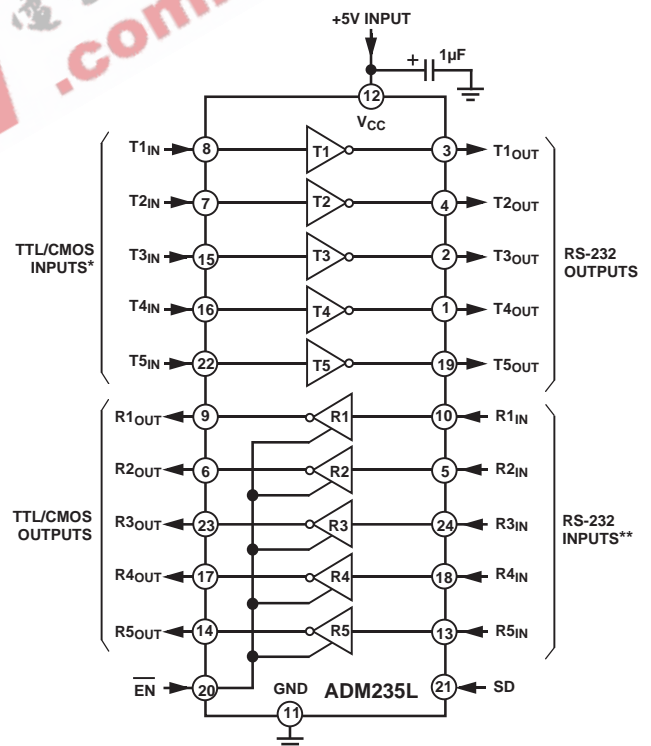 .com
+5V INPUT
+ 1µF
12
VCC
TTL/CMOS
INPUTS*
T1IN 8 T1 3 T1OUT
T2IN 7 T2 4 T2OUT
T3IN 15 T3 2 T3OUT
T4IN 16 T4 1 T4OUT
T5IN 22 T5 19 T5OUT
RS-232
OUTPUTS
TTL/CMOS
OUTPUTS
R1OUT 9 R1 10 R1IN
R2OUT 6 R2 5 R2IN
R3OUT 23 R3 24 R3IN
R4OUT 17 R4 18 R4IN
R5OUT 14 R5 13 R5IN
RS-232
INPUTS**
EN 20 GND ADM235L 21 SD
11